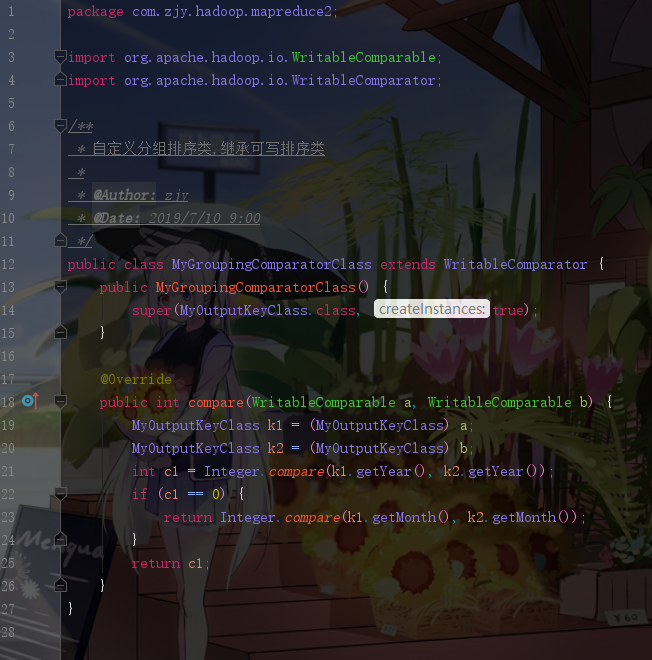 1 package com.zjy.hadoop.mapreduce2;
2
3 import org.apache.hadoop.io.WritableComparable;
4 import org.apache.hadoop.io.WritableComparator;
5
6 /**
7 * 自定义分组排序类,继承可写排序类
8 *
9 * @Author: zjy
10 * @Date: 2019/7/10 9:00
11 */
12 public class MyGroupingComparatorClass extends WritableComparator {
13 public MyGroupingComparatorClass() {
14 super(MyOutputKeyClass.class, createInstances: true);
15 }
16
17 @Override
18 public int compare(WritableComparable a, WritableComparable b) {
19 MyOutputKeyClass k1 = (MyOutputKeyClass) a;
20 MyOutputKeyClass k2 = (MyOutputKeyClass) b;
21 int c1 = Integer.compare(k1.getYear(), k2.getYear());
22 if (c1 == 0) {
23 return Integer.compare(k1.getMonth(), k2.getMonth());
24 }
25 return c1;
26 }
27 }
28